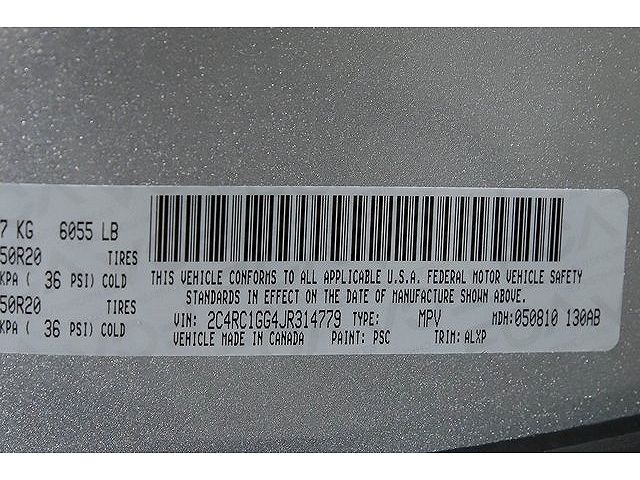 7 KG 6055 LB
50R20 TIRES
KPA ( 36 PSI) COLD
50R20 TIRES
KPA ( 36 PSI) COLD
THIS VEHICLE CONFORMS TO ALL APPLICABLE U.S.A. FEDERAL MOTOR VEHICLE SAFETY
STANDARDS IN EFFECT ON THE DATE OF MANUFACTURE SHOWN ABOVE.
VIN: 2C4RC1GG4JR314779 TYPE: MPV MDH:050810 130AB
VEHICLE MADE IN CANADA PAINT: PSC TRIM: ALXP